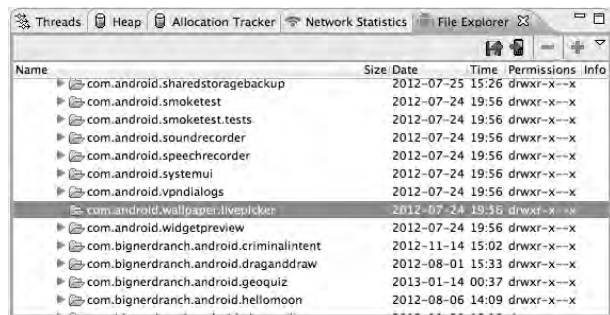 Threads Heap Allocation Tracker Network Statistics File Explorer
Name Size Date Time Permissions Info
com.android.sharedstoragebackup 2012-07-25 15:26 drwxr-x--x
com.android.smoketest 2012-07-24 19:56 drwxr-x--x
com.android.smoketest.tests 2012-07-24 19:56 drwxr-x--x
com.android.soundrecorder 2012-07-24 19:56 drwxr-x--x
com.android.speechrecorder 2012-07-24 19:56 drwxr-x--x
com.android.systemui 2012-07-24 19:56 drwxr-x--x
com.android.vpndialogs 2012-07-24 19:56 drwxr-x--x
com.android.wallpaper.livepicker 2012-07-24 19:56 drwxr-x--x
com.android.widgetpreview 2012-07-24 19:56 drwxr-x--x
com.bignerdranch.android.criminalintent 2012-11-14 15:02 drwxr-x--x
com.bignerdranch.android.draganddraw 2012-08-01 15:33 drwxr-x--x
com.bignerdranch.android.geoquiz 2013-01-14 00:37 drwxr-x--x
com.bignerdranch.android.hellomoon 2012-08-06 14:09 drwxr-x--x